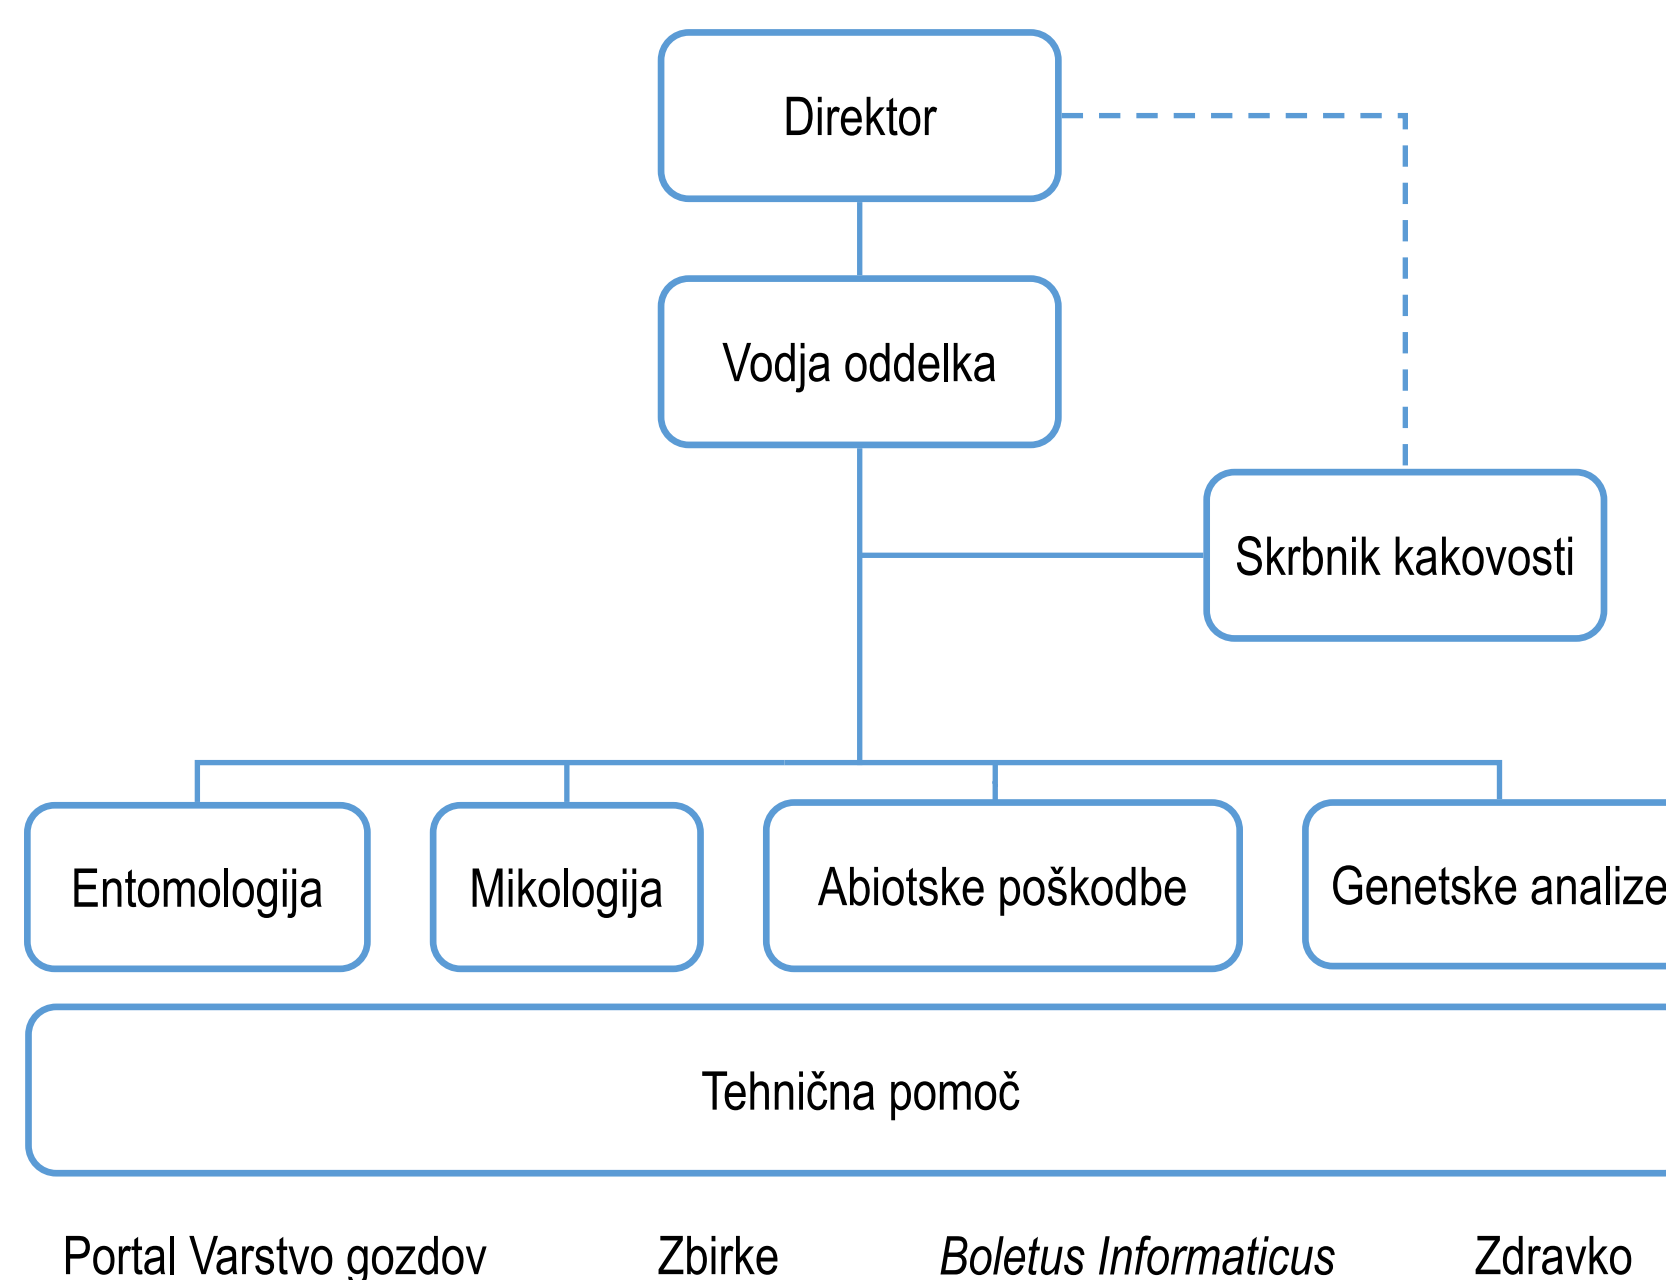 Direktor
Vodja oddelka
Skrbnik kakovosti
Entomologija
Mikologija
Abiotske poškodbe
Genetske analize
Tehnična pomoč
Portal Varstvo gozdov
Zbirke
Boletus Informaticus
Zdravko